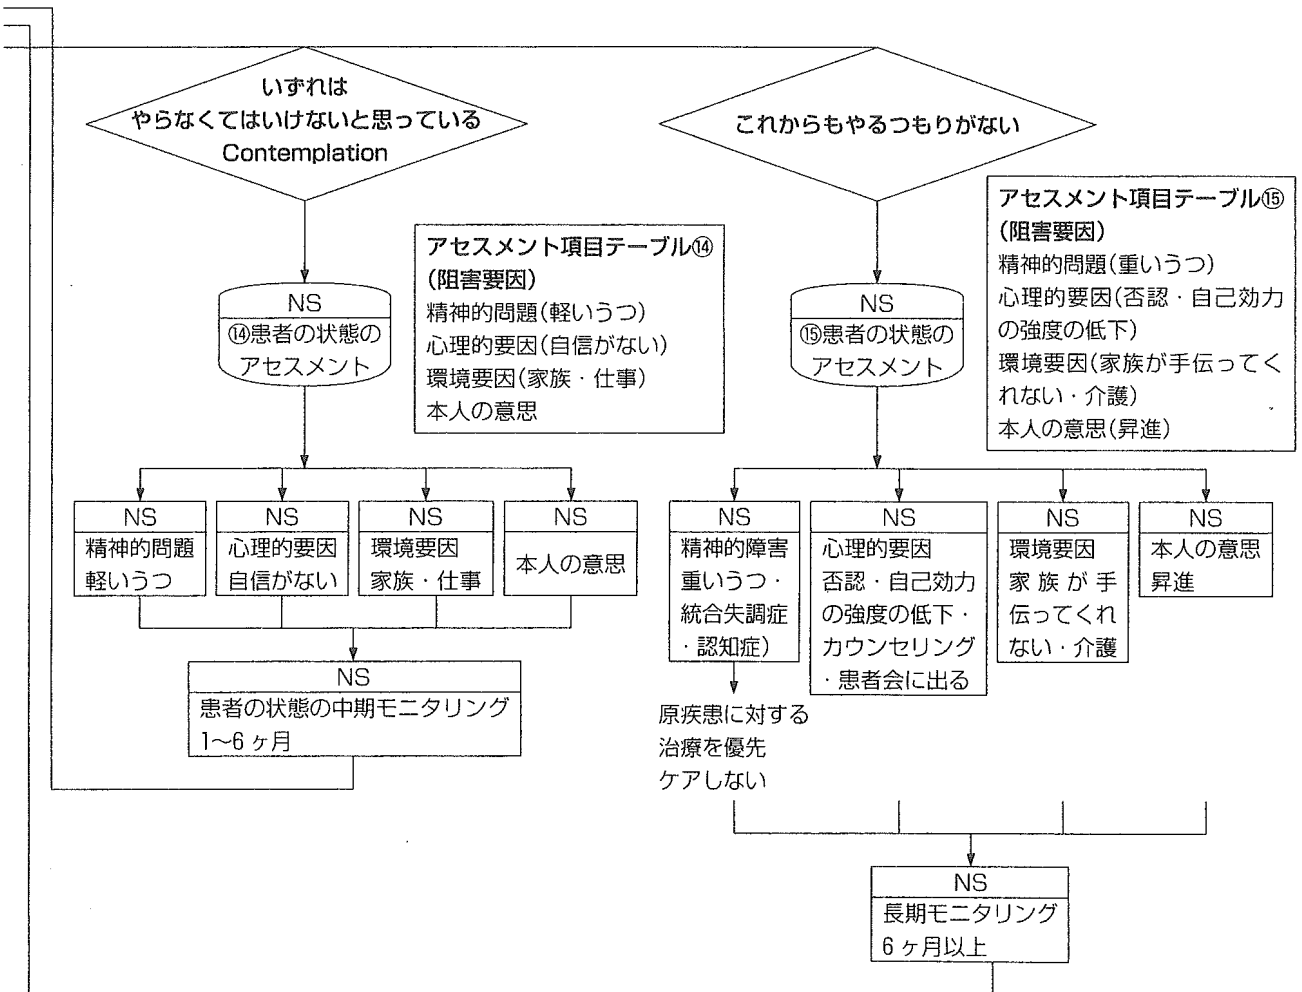 いずれは
やらなくてはいけないと思っている
Contemplation
これからもやるつもりがない
アセスメント項目テーブル⑭
(阻害要因)
精神的問題(軽いうつ)
心理的要因(自信がない)
環境要因(家族・仕事)
本人の意思
アセスメント項目テーブル⑮
(阻害要因)
精神的問題(重いうつ)
心理的要因(否認・自己効力
の強度の低下)
環境要因(家族が手伝ってく
れない・介護)
本人の意思(昇進)
NS
⑭患者の状態の
アセスメント
NS
⑮患者の状態の
アセスメント
NS
精神的問題
軽いうつ
NS
心理的要因
自信がない
NS
環境要因
家族・仕事
NS
本人の意思
NS
精神的障害
重いうつ・
統合失調症
・認知症)
NS
心理的要因
否認・自己効力
の強度の低下・
カウンセリング
・患者会に出る
NS
環境要因
家族が手
伝ってくれ
ない・介護
NS
本人の意思
昇進
NS
患者の状態の中期モニタリング
1〜6ヶ月
原疾患に対する
治療を優先
ケアしない
NS
長期モニタリング
6ヶ月以上